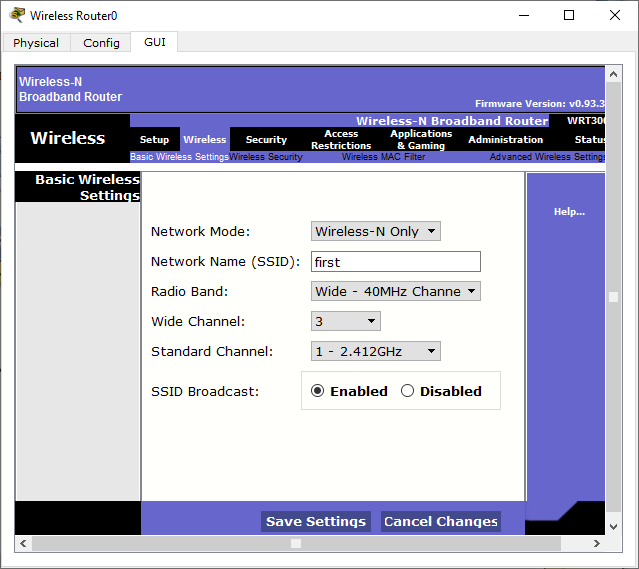 Wireless Router0
Physical Config GUI
Wireless-N
Broadband Router
Firmware Version: v0.93.3
Wireless-N Broadband Router WRT300
Wireless
Setup Wireless Security Access Restrictions Applications & Gaming Administration Status
Basic Wireless Settings Wireless Security Wireless MAC Filter Advanced Wireless Settings
Basic Wireless
Settings
Help...
Network Mode: Wireless-N Only
Network Name (SSID): first
Radio Band: Wide - 40MHz Channe
Wide Channel: 3
Standard Channel: 1 - 2.412GHz
SSID Broadcast: Enabled Disabled
Save Settings Cancel Changes